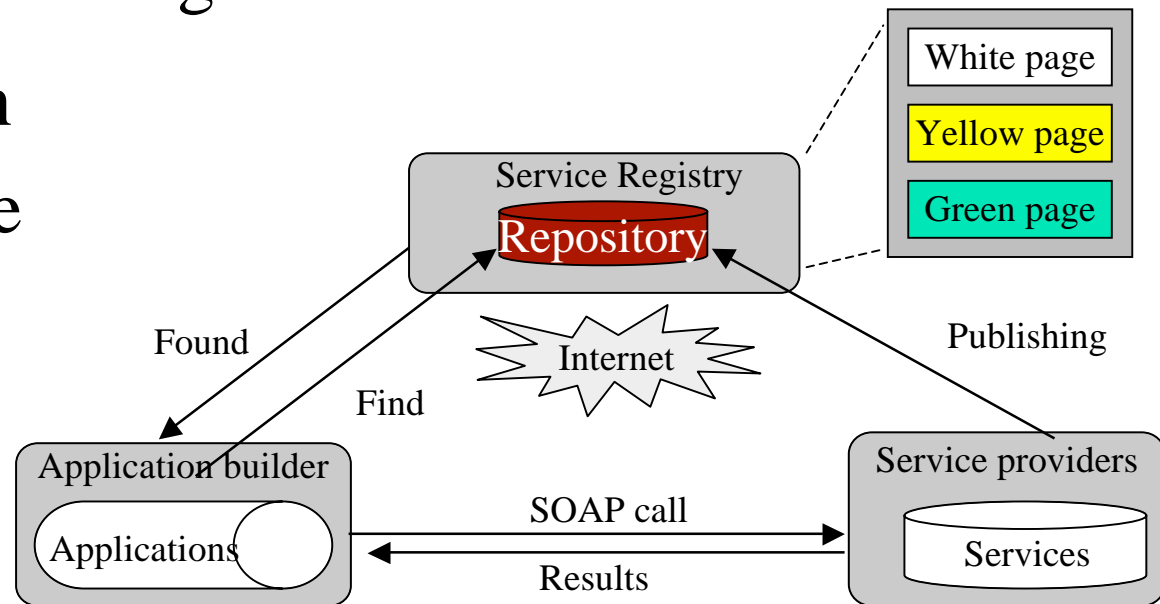 White page
Yellow page
Green page
Service Registry
Repository
Found
Find
Internet
Publishing
Application builder
Applications
SOAP call
Results
Service providers
Services